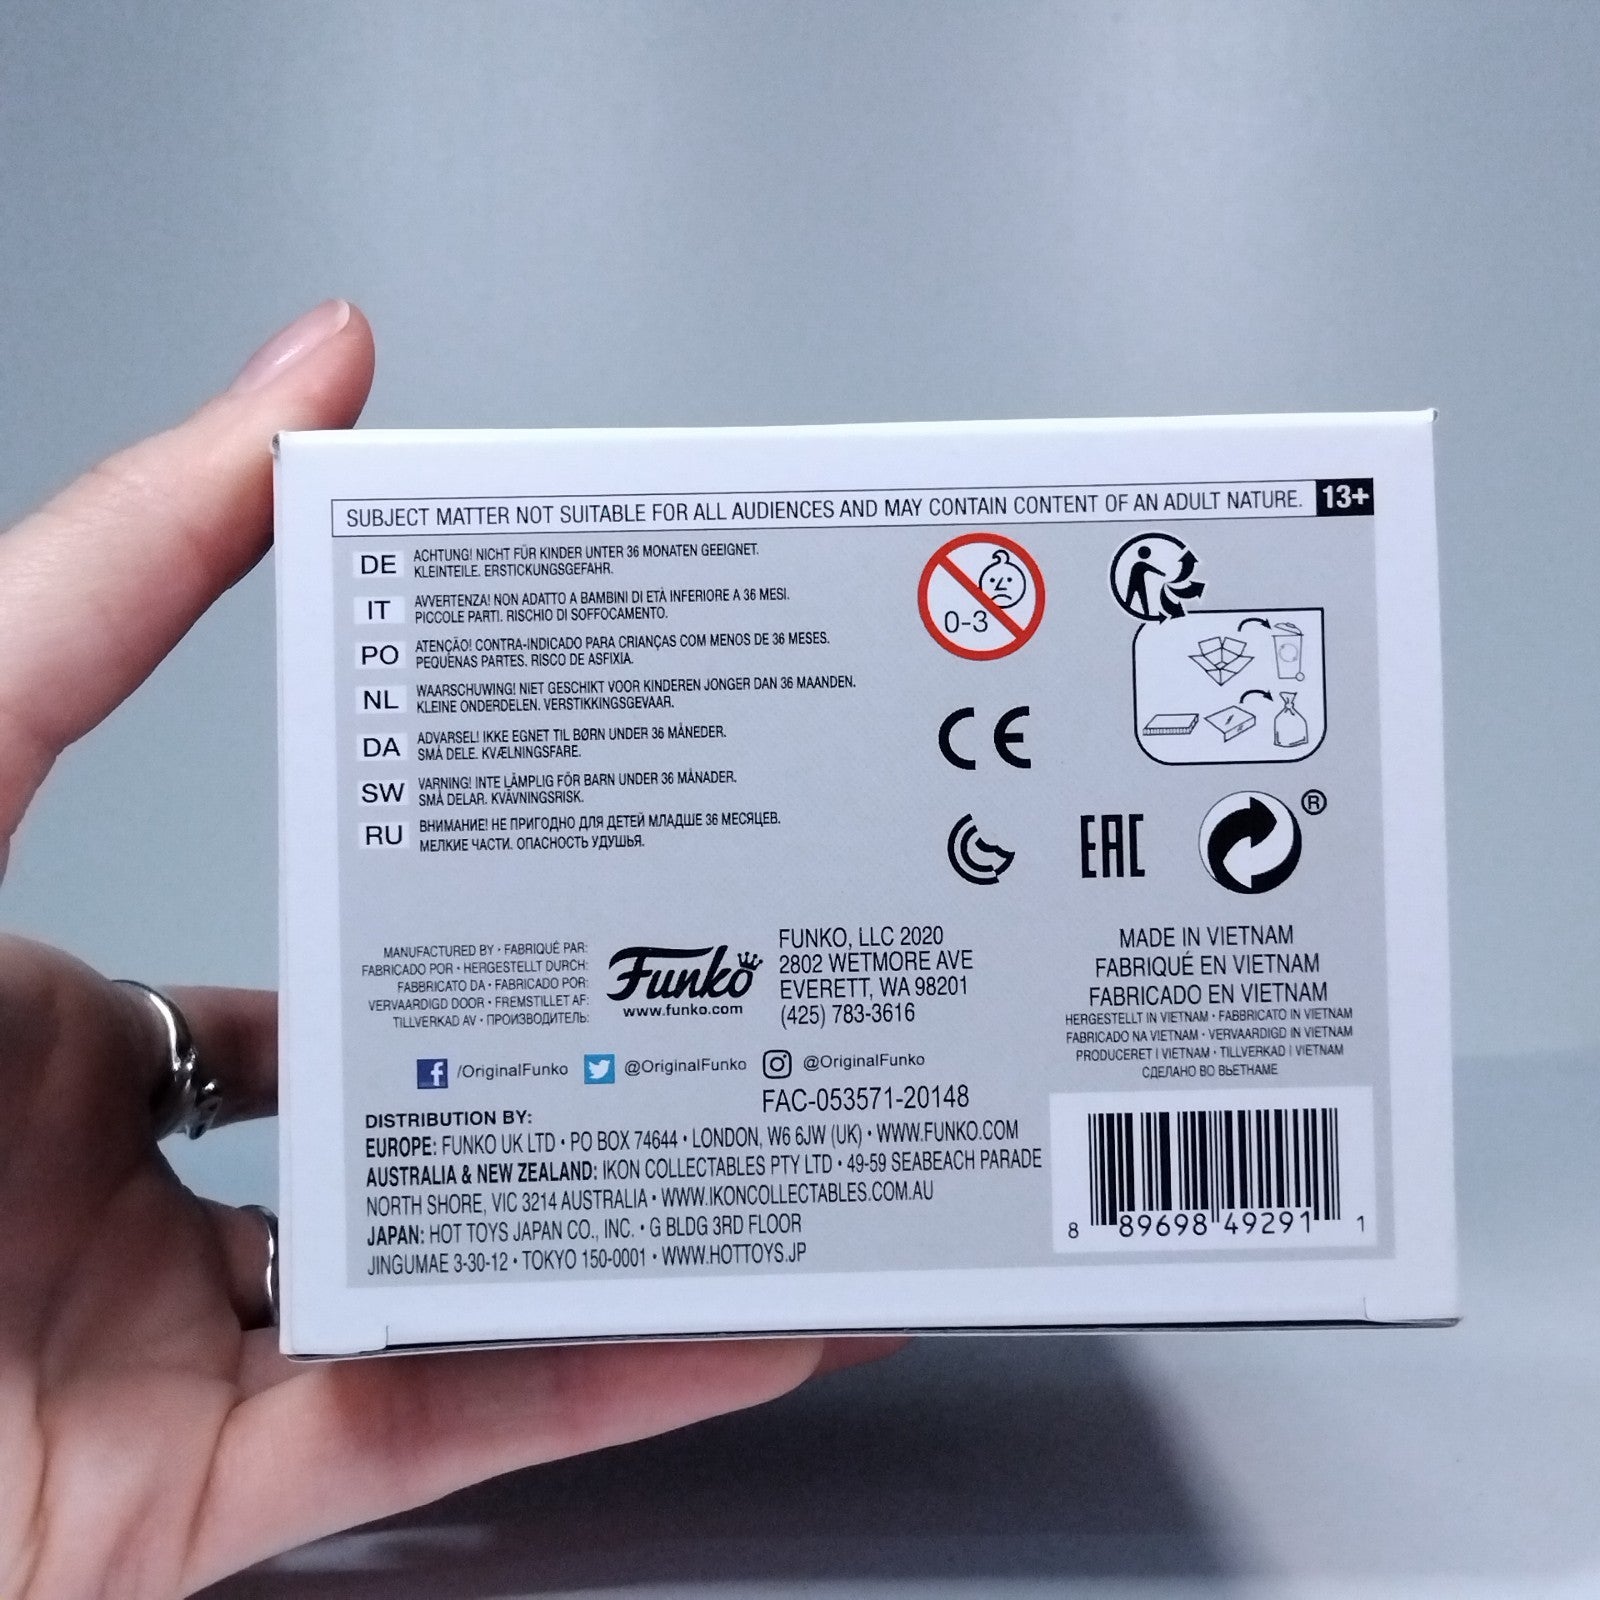 SUBJECT MATTER NOT SUITABLE FOR ALL AUDIENCES AND MAY CONTAIN CONTENT OF AN ADULT NATURE. 13+
DE ACHTUNG! NICHT FÜR KINDER UNTER 36 MONATEN GEEIGNET.
KLEINTEILE. ERSTICKUNGSGEFAHR.
IT AVVERTENZA! NON ADATTO A BAMBINI DI ETÀ INFERIORE A 36 MESI.
PICCOLE PARTI. RISCHIO DI SOFFOCAMENTO.
PO ATENÇÃO! CONTRA-INDICADO PARA CRIANÇAS COM MENOS DE 36 MESES.
PEQUENAS PARTES. RISCO DE ASFIXIA.
NL WAARSCHUWING! NIET GESCHIKT VOOR KINDEREN JONGER DAN 36 MAANDEN.
KLEINE ONDERDELEN. VERSTIKKINGSGEVAAR.
DA ADVARSEL! IKKE EGNET TIL BØRN UNDER 36 MÅNEDER.
SMÅ DELE. KVÆLNINGSFARE.
SW VARNING! INTE LÄMPLIG FÖR BARN UNDER 36 MÅNADER.
SMÅ DELAR. KVÄVNINGSRISK.
RU ВНИМАНИЕ! НЕ ПРИГОДНО ДЛЯ ДЕТЕЙ МЛАДШЕ 36 МЕСЯЦЕВ.
МЕЛКИЕ ЧАСТИ. ОПАСНОСТЬ УДУШЬЯ.
0-3
CE
EAC
®
MANUFACTURED BY • FABRIQUÉ PAR:
FABRICADO POR • HERGESTELLT DURCH:
FABBRICATO DA • FABRICADO POR:
VERVAARDIGD DOOR • FREMSTILLET AF:
TILLVERKAD AV • ПРОИЗВОДИТЕЛЬ:
Funko
www.funko.com
FUNKO, LLC 2020
2802 WETMORE AVE
EVERETT, WA 98201
(425) 783-3616
MADE IN VIETNAM
FABRIQUÉ EN VIETNAM
FABRICADO EN VIETNAM
HERGESTELLT IN VIETNAM • FABBRICATO IN VIETNAM
FABRICADO NA VIETNAM • VERVAARDIGD IN VIETNAM
PRODUCERET I VIETNAM • TILLVERKAD I VIETNAM
СДЕЛАНО ВО ВЬЕТНАМЕ
f /OriginalFunko @OriginalFunko @OriginalFunko
FAC-053571-20148
DISTRIBUTION BY:
EUROPE: FUNKO UK LTD • PO BOX 74644 • LONDON, W6 6JW (UK) • WWW.FUNKO.COM
AUSTRALIA & NEW ZEALAND: IKON COLLECTABLES PTY LTD • 49-59 SEABEACH PARADE
NORTH SHORE, VIC 3214 AUSTRALIA • WWW.IKONCOLLECTABLES.COM.AU
JAPAN: HOT TOYS JAPAN CO., INC. • G BLDG 3RD FLOOR
JINGUMAE 3-30-12 • TOKYO 150-0001 • WWW.HOTTOYS.JP
8 89698 49291 1